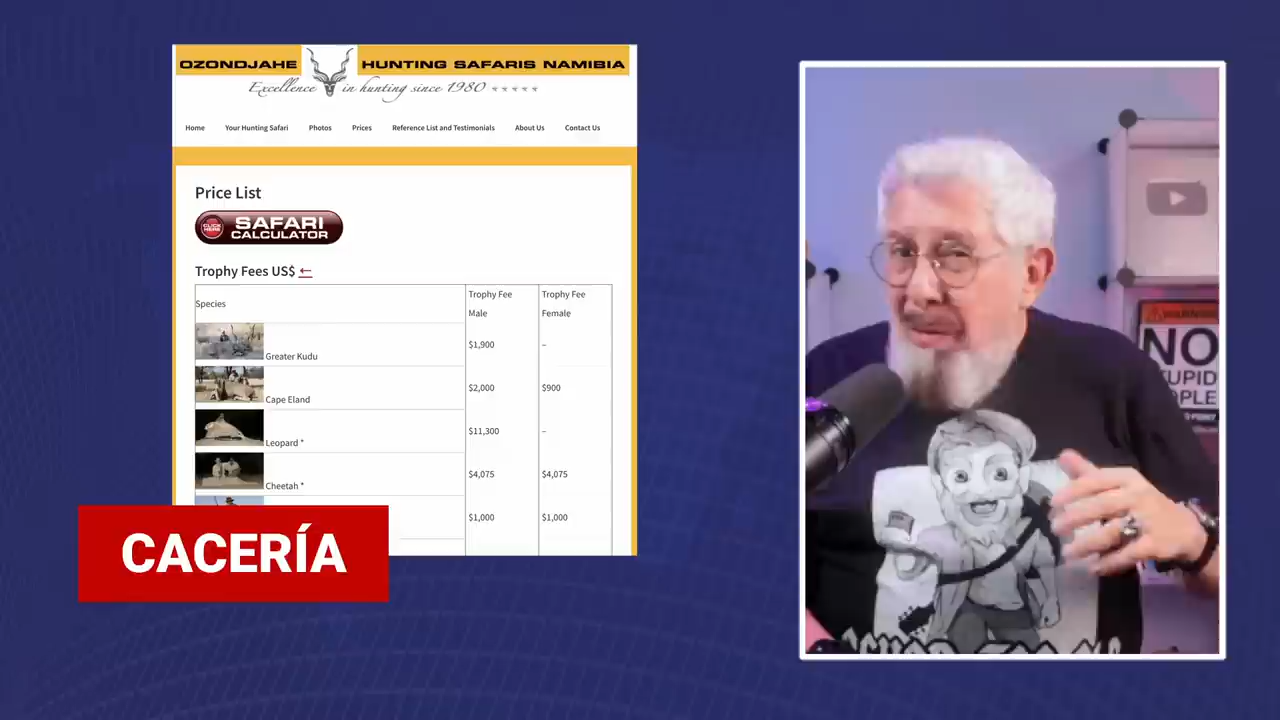 OZONDJAHE HUNTING SAFARIS NAMIBIA
Excellence in hunting since 1980 *****
Home Your Hunting Safari Photos Prices Reference List and Testimonials About Us Contact Us
Price List
CLICK HERE SAFARI CALCULATOR
Trophy Fees US$ ←
Species Trophy Fee Male Trophy Fee Female
Greater Kudu $1,900 –
Cape Eland $2,000 $900
Leopard * $11,300 –
Cheetah * $4,075 $4,075
$1,000 $1,000
CACERÍA
WARNING
NO